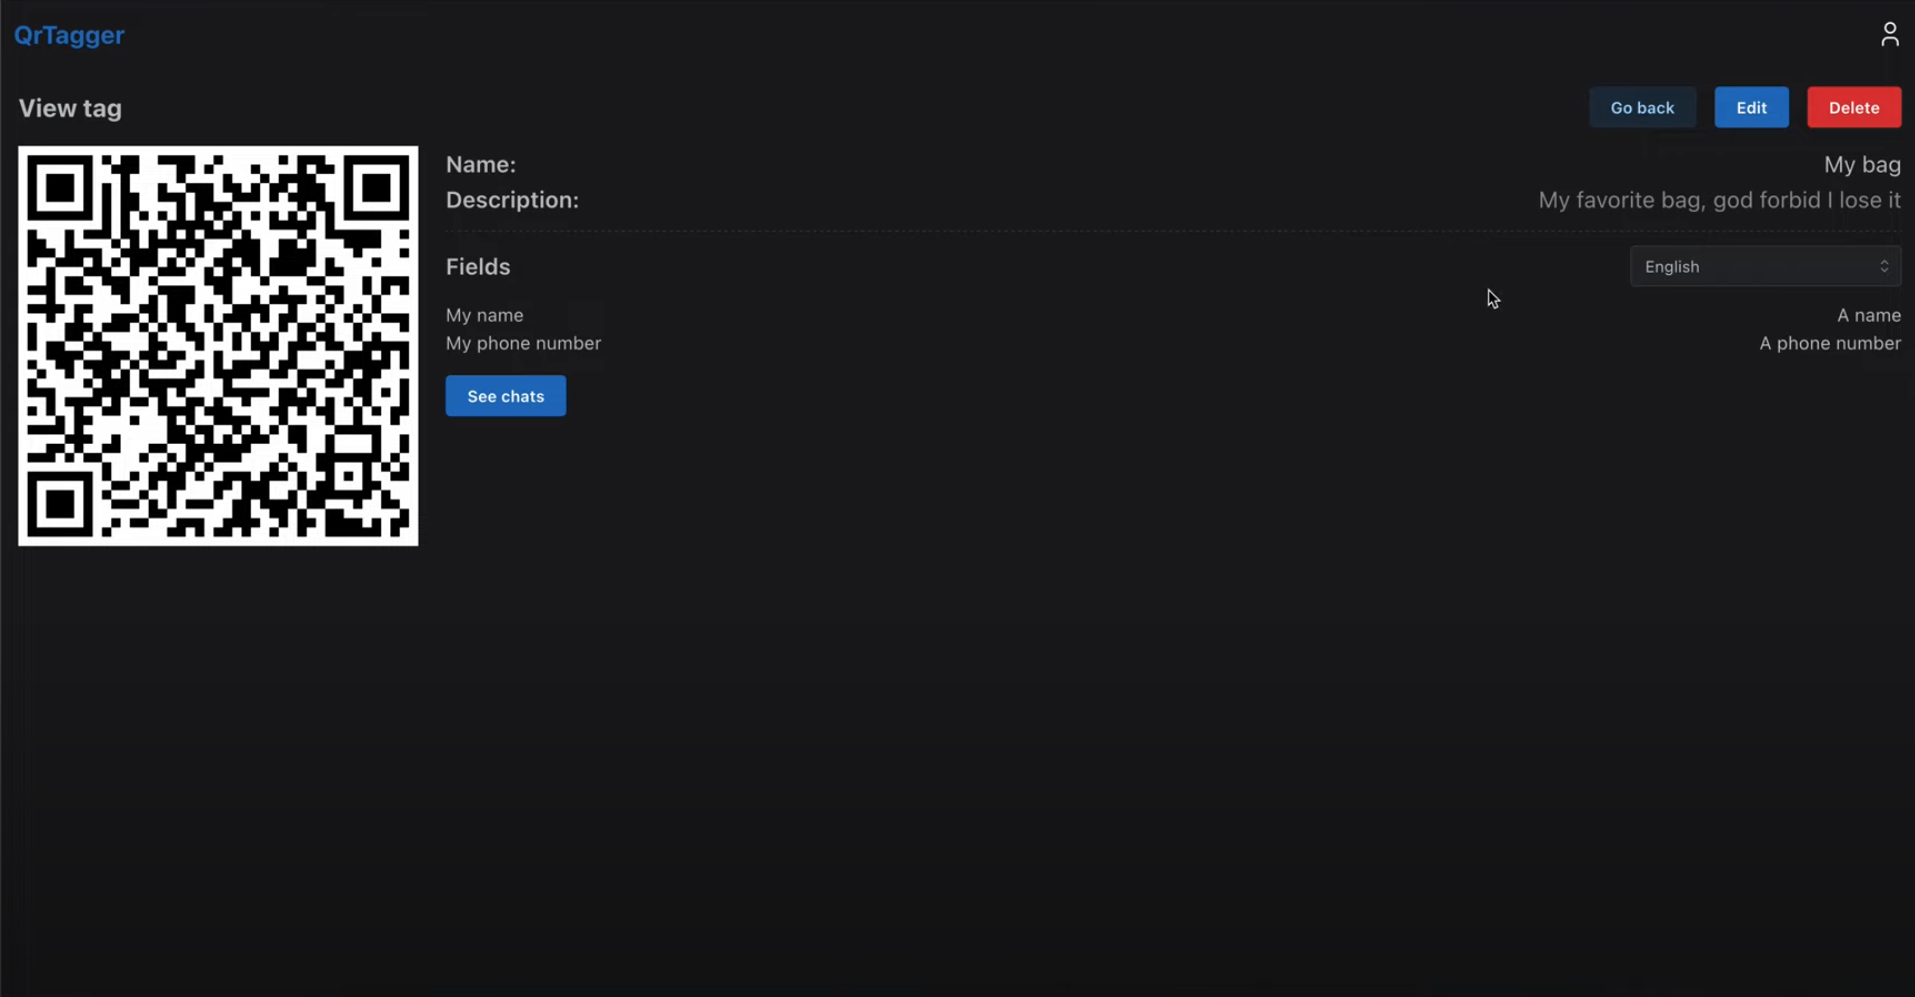 QrTagger
View tag
Go back
Edit
Delete
Name:
My bag
Description:
My favorite bag, god forbid I lose it
Fields
English
My name
A name
My phone number
A phone number
See chats